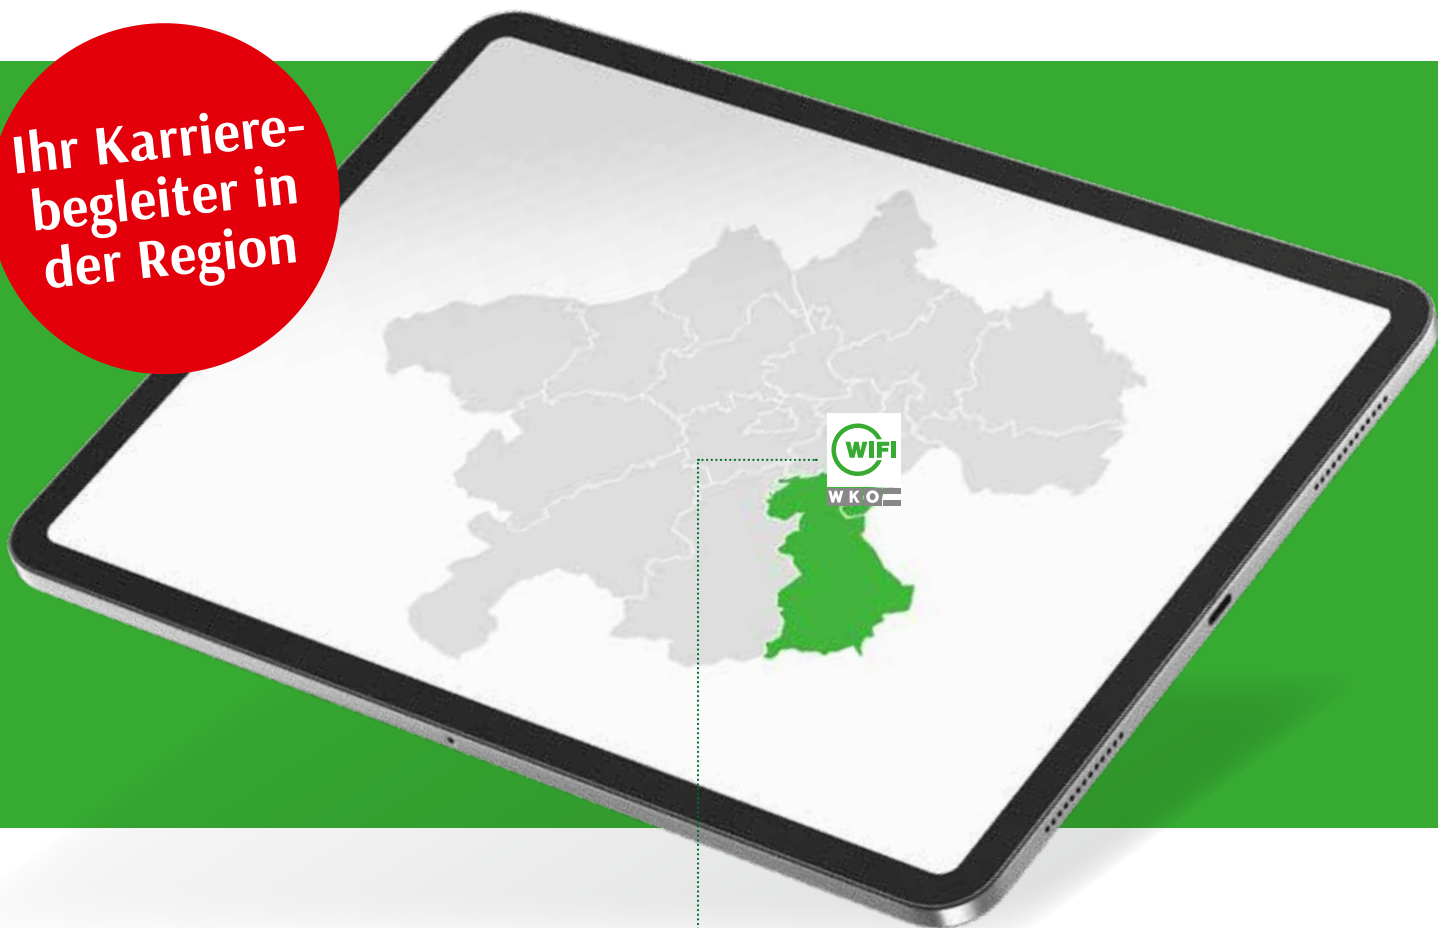 Ihr Karriere-
begleiter in
der Region
WIFI
WKO